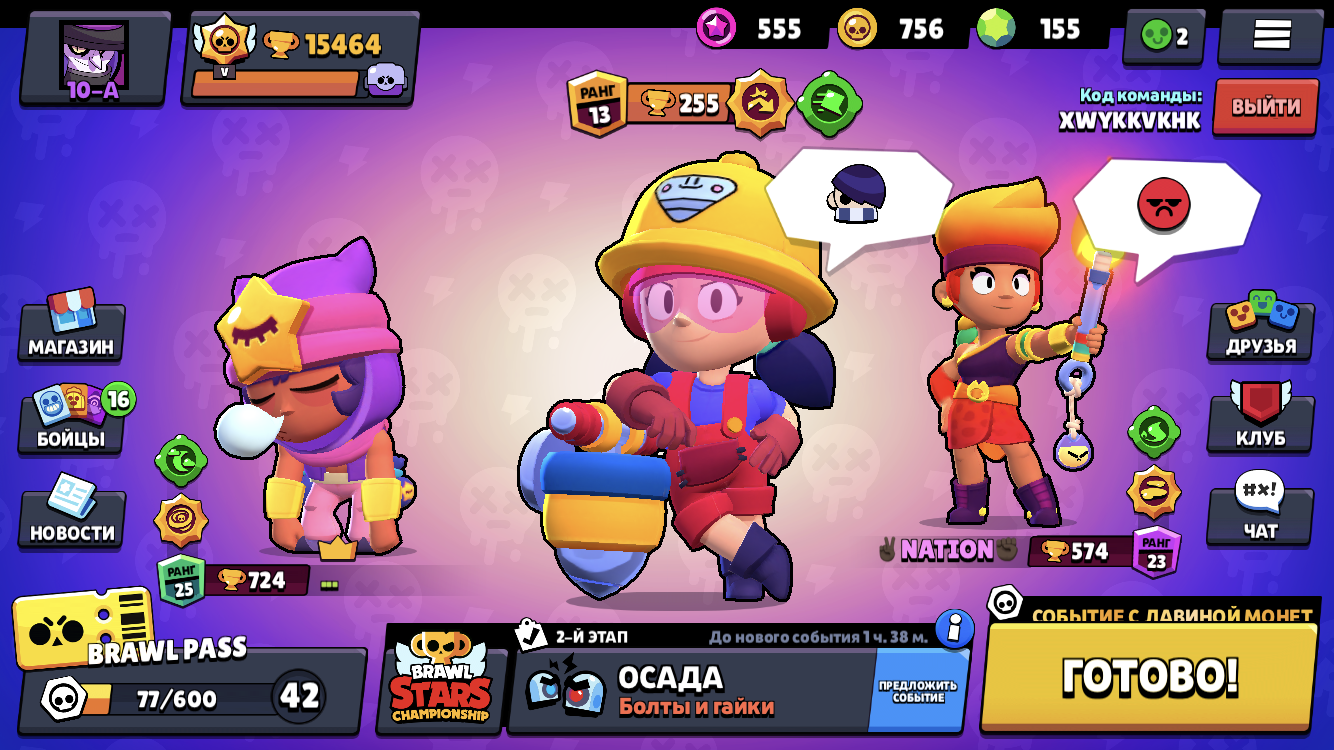 10-A
V
15464
555
756
155
2
РАНГ
13
255
Код команды:
XWYKKVKHK
ВЫЙТИ
МАГАЗИН
16
БОЙЦЫ
НОВОСТИ
ДРУЗЬЯ
КЛУБ
#x!
ЧАТ
РАНГ
25
724
...
✌🏿NATION✊🏿
574
РАНГ
23
BRAWL PASS
77/600
42
BRAWL
STARS
CHAMPIONSHIP
2-Й ЭТАП
До нового события 1 ч. 38 м.
i
ОСАДА
Болты и гайки
ПРЕДЛОЖИТЬ
СОБЫТИЕ
СОБЫТИЕ С ЛАВИНОЙ МОНЕТ
ГОТОВО!